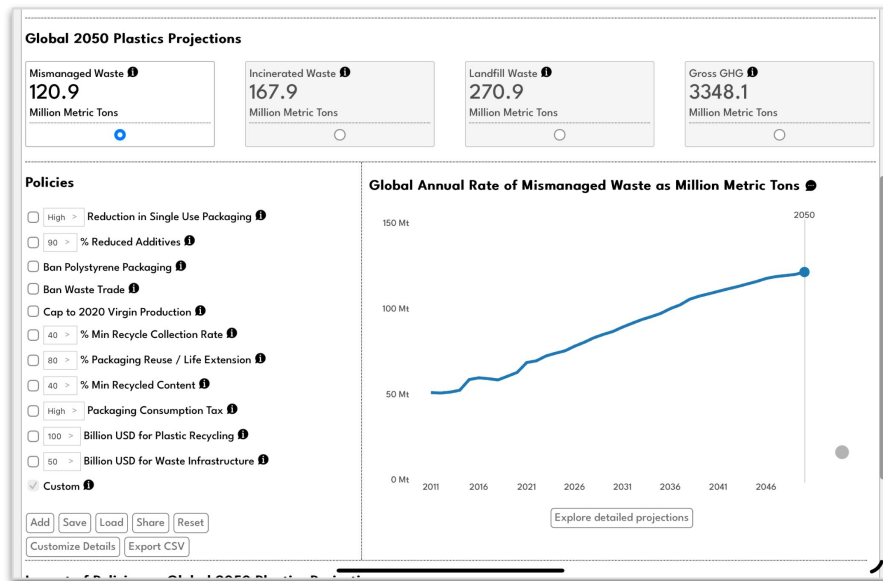 Global 2050 Plastics Projections
Mismanaged Waste
120.9
Million Metric Tons
Incinerated Waste
167.9
Million Metric Tons
Landfill Waste
270.9
Million Metric Tons
Gross GHG
3348.1
Million Metric Tons
Policies
High > Reduction in Single Use Packaging
90 > % Reduced Additives
Ban Polystyrene Packaging
Ban Waste Trade
Cap to 2020 Virgin Production
40 > % Min Recycle Collection Rate
80 > % Packaging Reuse / Life Extension
40 > % Min Recycled Content
High > Packaging Consumption Tax
100 > Billion USD for Plastic Recycling
50 > Billion USD for Waste Infrastructure
Custom
Add Save Load Share Reset
Customize Details Export CSV
Global Annual Rate of Mismanaged Waste as Million Metric Tons
2050
150 Mt
100 Mt
50 Mt
0 Mt
2011 2016 2021 2026 2031 2036 2041 2046
Explore detailed projections